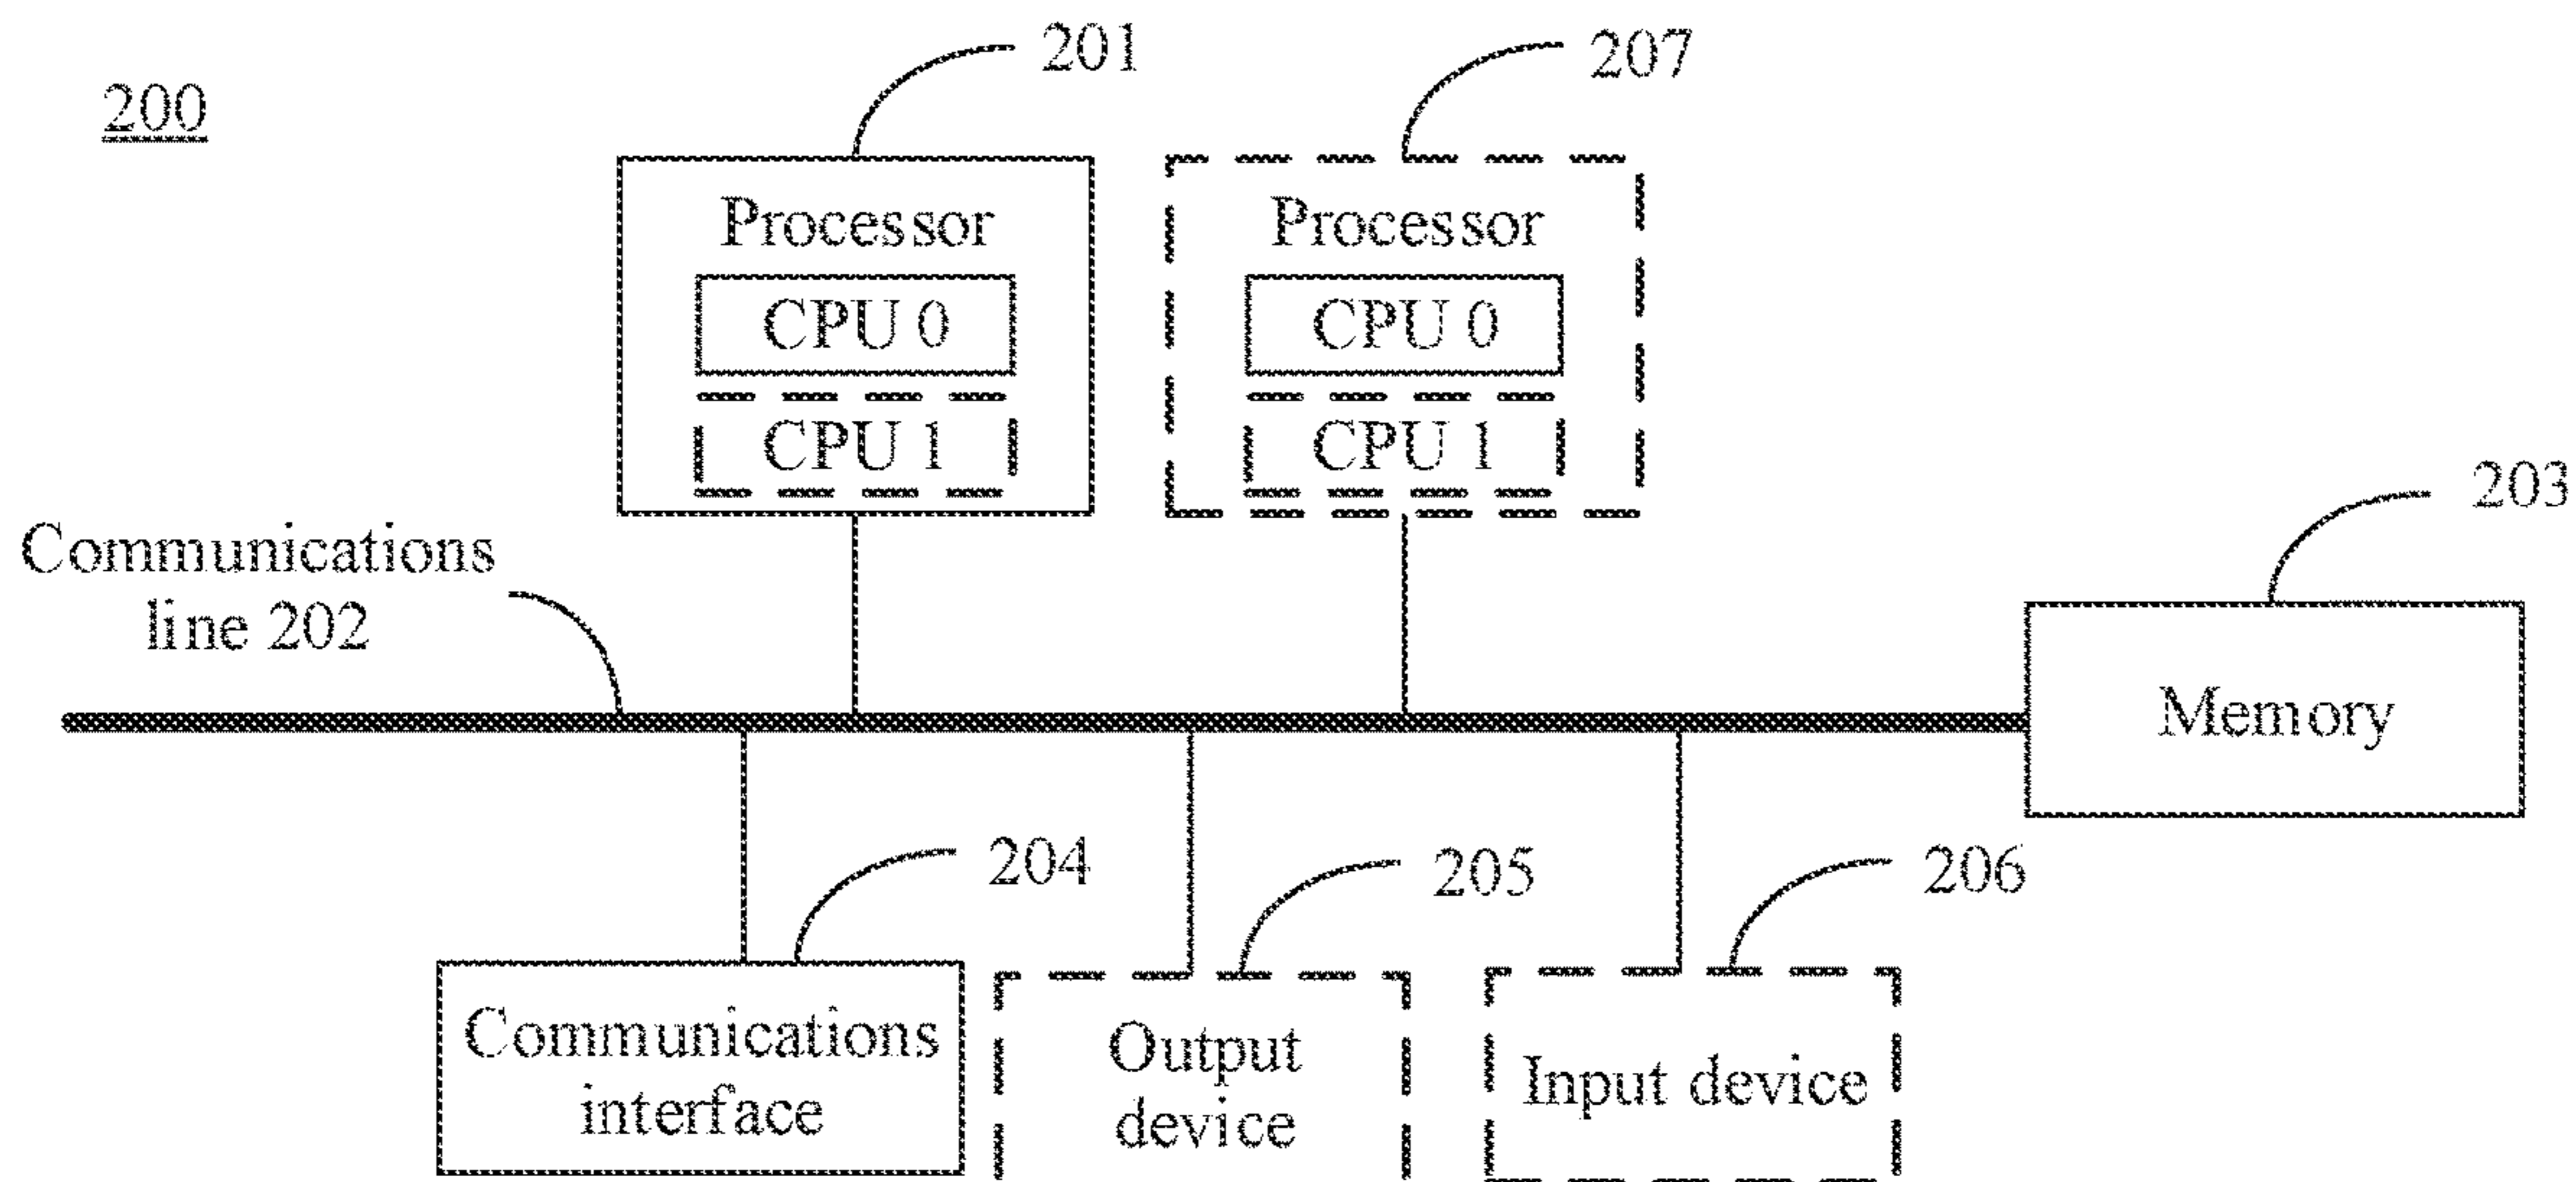 200
201
207
Processor
CPU 0
CPU 1
Processor
CPU 0
CPU 1
203
Communications
line 202
Memory
204
205
206
Communications
interface
Output
device
Input device